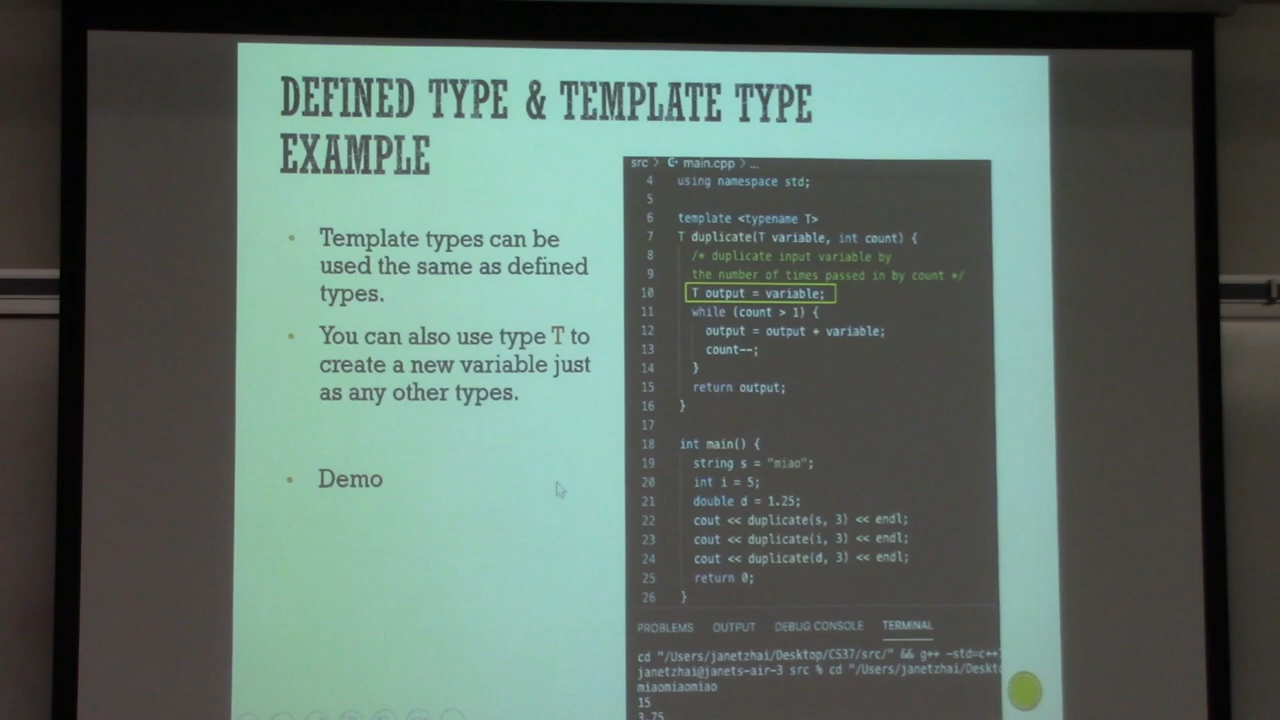 DEFINED TYPE & TEMPLATE TYPE
EXAMPLE
• Template types can be
used the same as defined
types.
• You can also use type T to
create a new variable just
as any other types.
• Demo
src > main.cpp > ...
4 using namespace std;
5
6 template <typename T>
7 T duplicate(T variable, int count) {
8 /* duplicate input variable by
9 the number of times passed in by count */
10 T output = variable;
11 while (count > 1) {
12 output = output + variable;
13 count--;
14 }
15 return output;
16 }
17
18 int main() {
19 string s = "miao";
20 int i = 5;
21 double d = 1.25;
22 cout << duplicate(s, 3) << endl;
23 cout << duplicate(i, 3) << endl;
24 cout << duplicate(d, 3) << endl;
25 return 0;
26 }
PROBLEMS OUTPUT DEBUG CONSOLE TERMINAL
cd "/Users/janetzhai/Desktop/CS37/src/" && g++ -std=c++
janetzhai@janets-air-3 src % cd "/Users/janetzhai/Deskto
miaomiaomiao
15
3.75